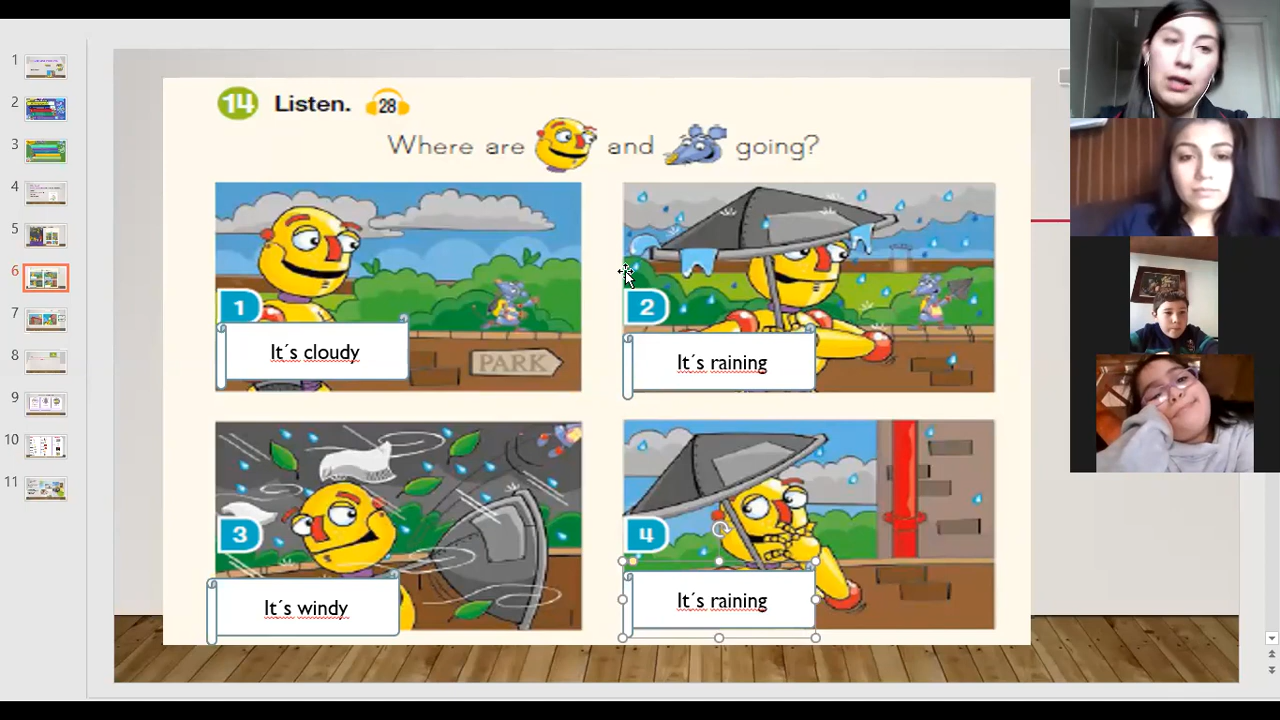 1
2
3
4
5
6
7
8
9
10
11
14 Listen. 28
Where are and going?
1
It´s cloudy
PARK
2
It´s raining
3
It´s windy
4
It´s raining